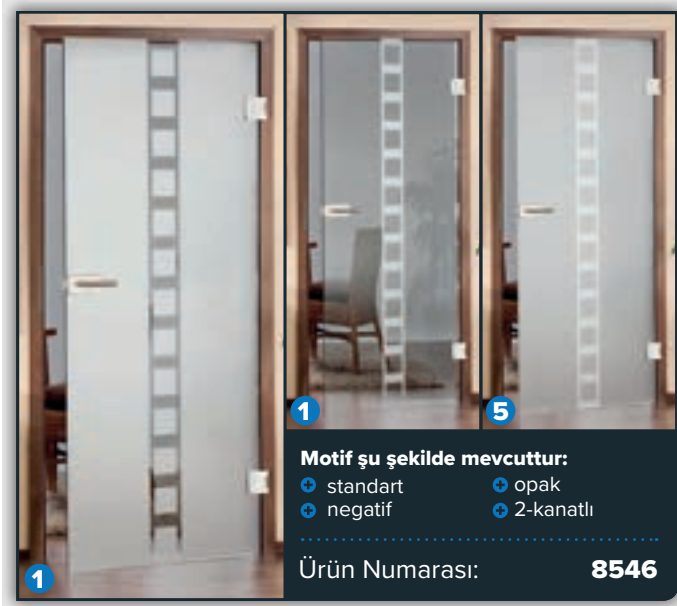 1
1
5
Motif şu şekilde mevcuttur:
standart
opak
negatif
2-kanatlı
Ürün Numarası: 8546